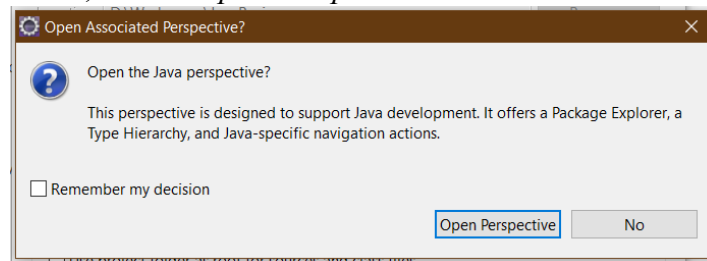 Open Associated Perspective?
Open the Java perspective?
This perspective is designed to support Java development. It offers a Package Explorer, a
Type Hierarchy, and Java-specific navigation actions.
Remember my decision
Open Perspective
No